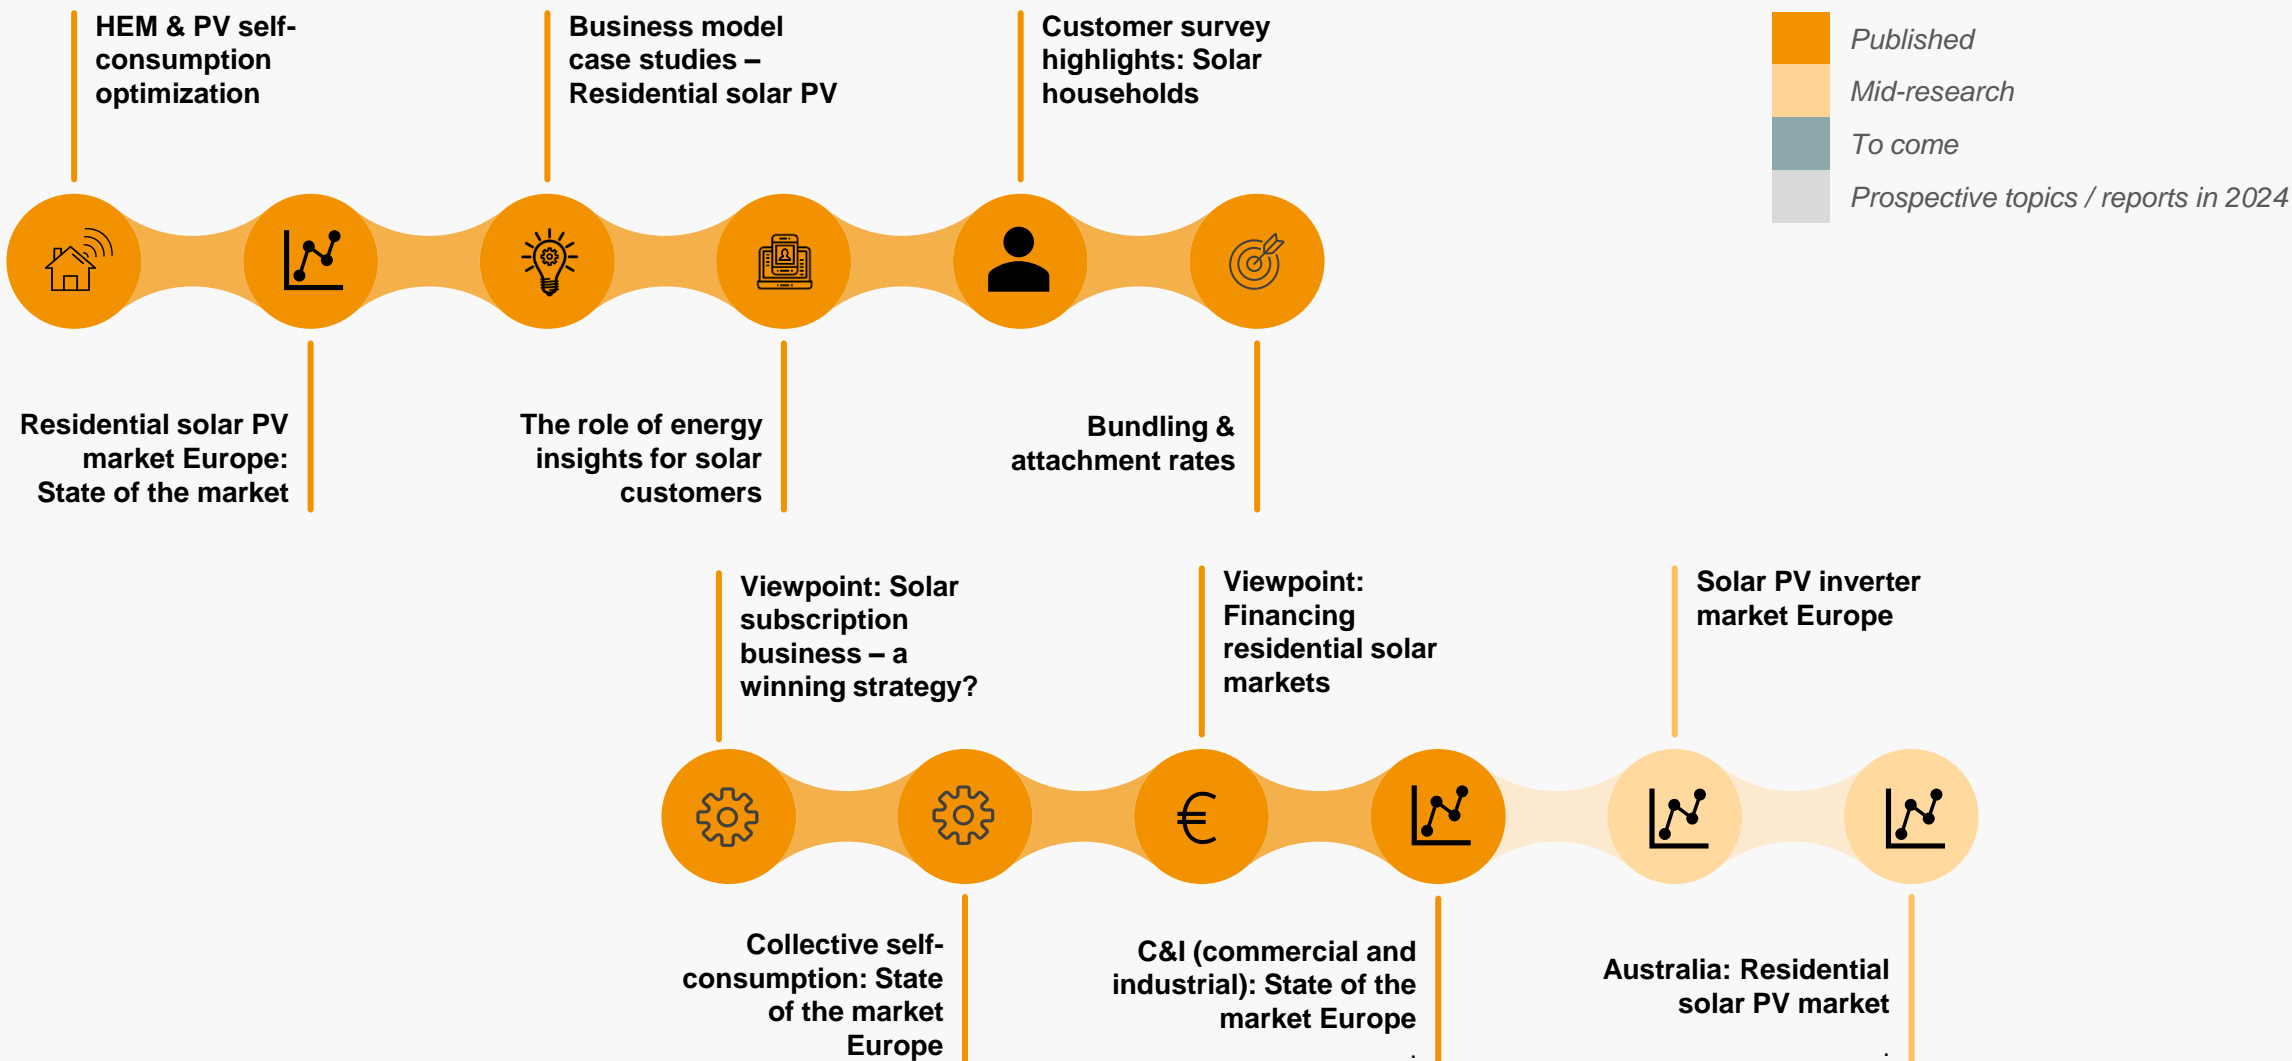 HEM & PV self-
consumption
optimization
Business model
case studies –
Residential solar PV
Customer survey
highlights: Solar
households
Published
Mid-research
To come
Prospective topics / reports in 2024
Residential solar PV
market Europe:
State of the market
The role of energy
insights for solar
customers
Bundling &
attachment rates
Viewpoint: Solar
subscription
business – a
winning strategy?
Viewpoint:
Financing
residential solar
markets
Solar PV inverter
market Europe
€
Collective self-
consumption: State
of the market
Europe
C&I (commercial and
industrial): State of the
market Europe
.
Australia: Residential
solar PV market
.